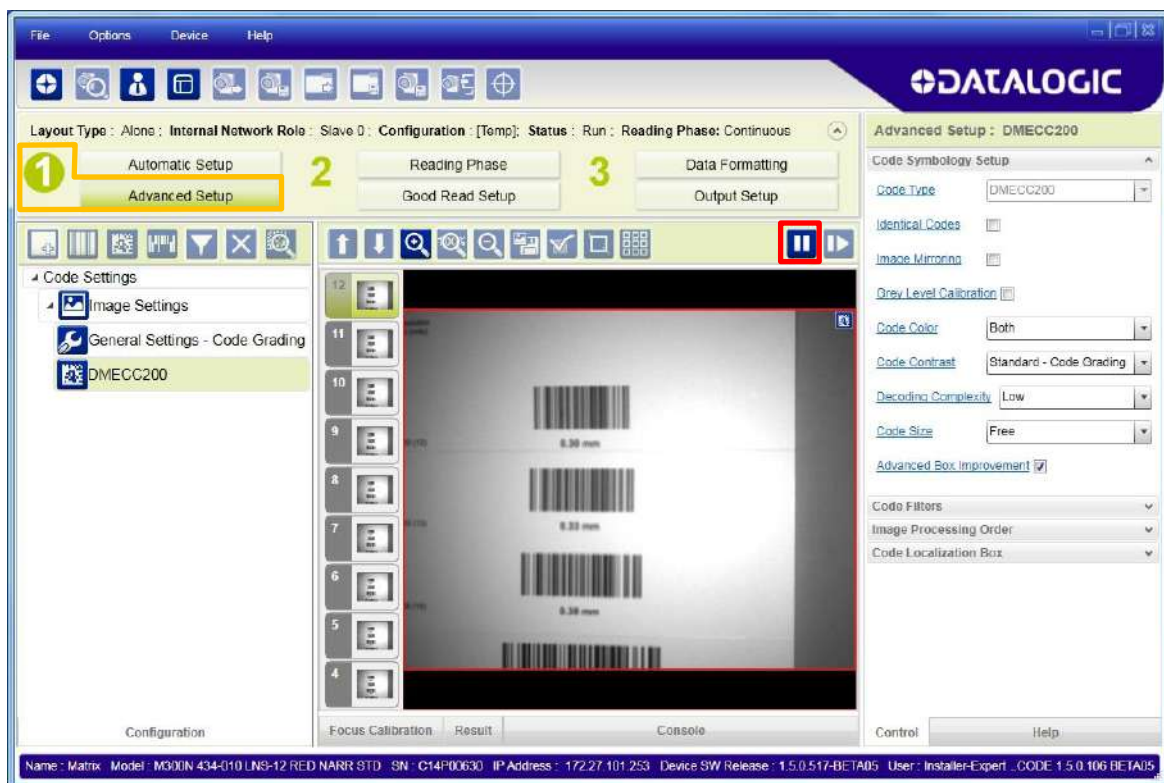 File Options Device Help
DATALOGIC
Layout Type : Alone ; Internal Network Role : Slave 0 ; Configuration : [Temp]; Status : Run ; Reading Phase: Continuous
1 Automatic Setup
Advanced Setup
2 Reading Phase
Good Read Setup
3 Data Formatting
Output Setup
Code Settings
Image Settings
General Settings - Code Grading
DMECC200
Configuration
12
11
10
9
8
7
6
5
4
0.30 mm
0.33 mm
0.38 mm
Focus Calibration Result Console
Advanced Setup : DMECC200
Code Symbology Setup
Code Type DMECC200
Identical Codes
Image Mirroring
Grey Level Calibration
Code Color Both
Code Contrast Standard - Code Grading
Decoding Complexity Low
Code Size Free
Advanced Box Improvement
Code Filters
Image Processing Order
Code Localization Box
Control Help
Name : Matrix Model : M300N 434-010 LNS-12 RED NARR STD SN : C14P00630 IP Address : 172.27.101.253 Device SW Release : 1.5.0.517-BETA05 User : Installer-Expert _CODE 1.5.0.106 BETA05